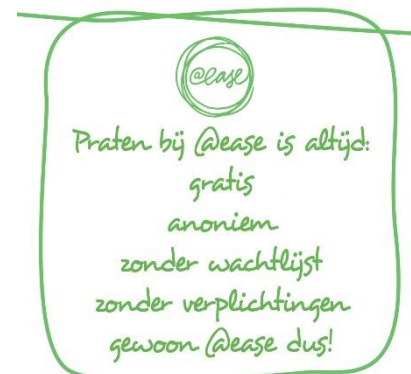 @ease
Praten bij @ease is altijd:
gratis
anoniem
zonder wachtlijst
zonder verplichtingen
gewoon @ease dus!